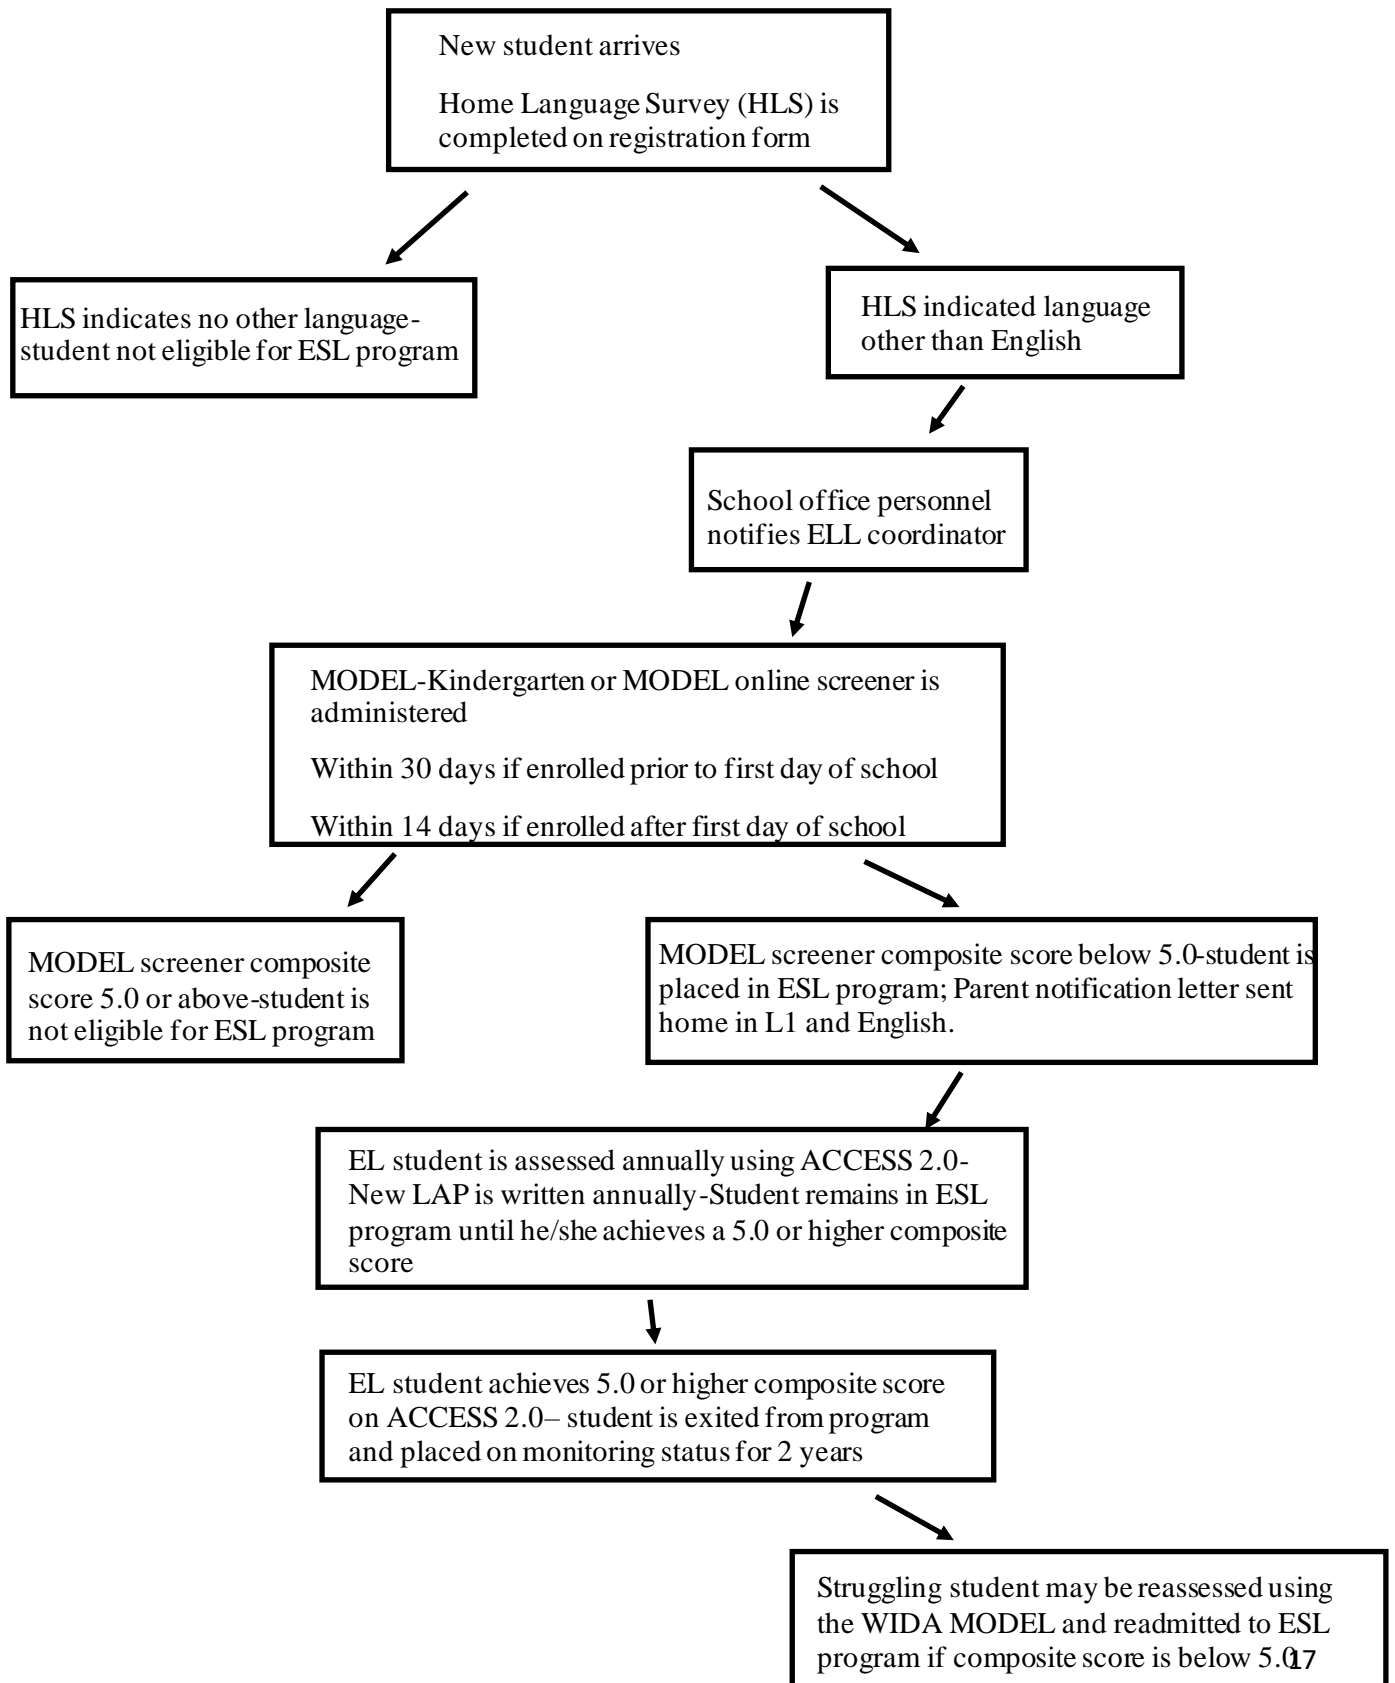 New student arrives
Home Language Survey (HLS) is
completed on registration form
HLS indicates no other language-
student not eligible for ESL program
HLS indicated language
other than English
School office personnel
notifies ELL coordinator
MODEL-Kindergarten or MODEL online screener is
administered
Within 30 days if enrolled prior to first day of school
Within 14 days if enrolled after first day of school
MODEL screener composite
score 5.0 or above-student is
not eligible for ESL program
MODEL screener composite score below 5.0-student is
placed in ESL program; Parent notification letter sent
home in L1 and English.
EL student is assessed annually using ACCESS 2.0-
New LAP is written annually-Student remains in ESL
program until he/she achieves a 5.0 or higher composite
score
EL student achieves 5.0 or higher composite score
on ACCESS 2.0– student is exited from program
and placed on monitoring status for 2 years
Struggling student may be reassessed using
the WIDA MODEL and readmitted to ESL
program if composite score is below 5.0
17